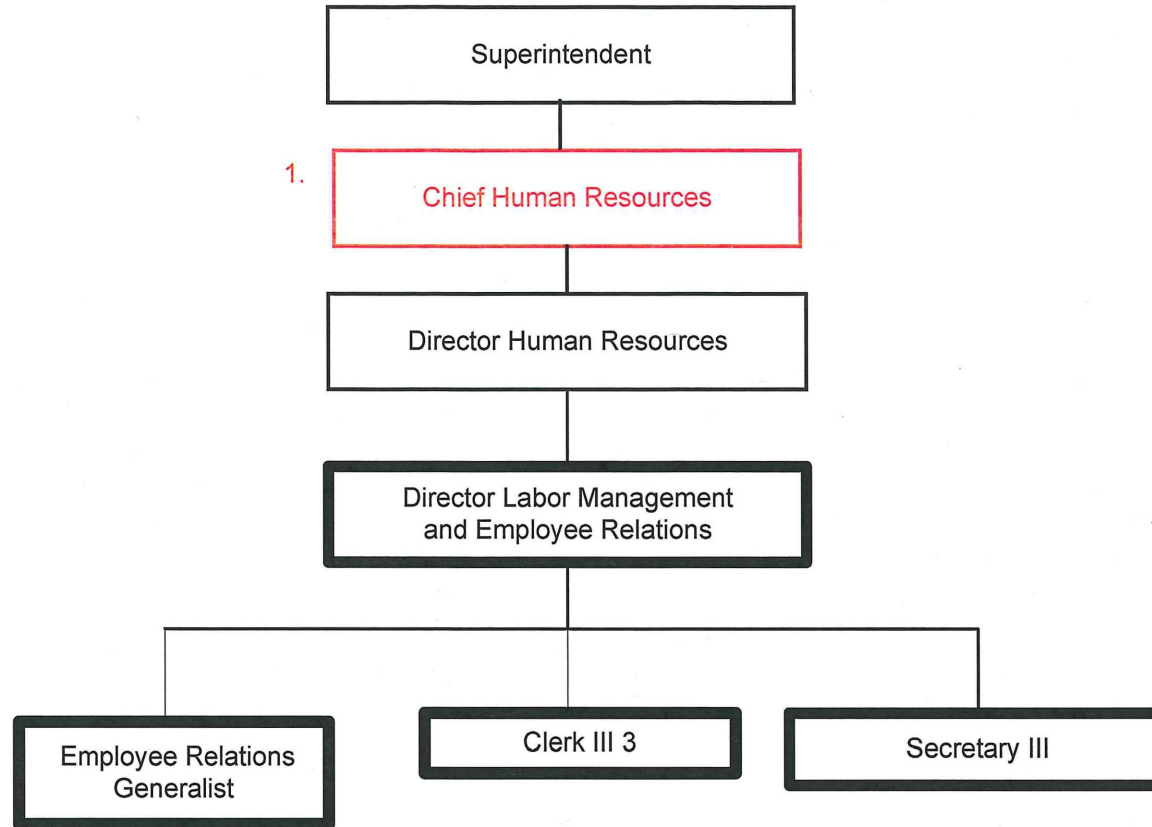 Superintendent
1.
Chief Human Resources
Director Human Resources
Director Labor Management
and Employee Relations
Employee Relations
Generalist
Clerk III 3
Secretary III